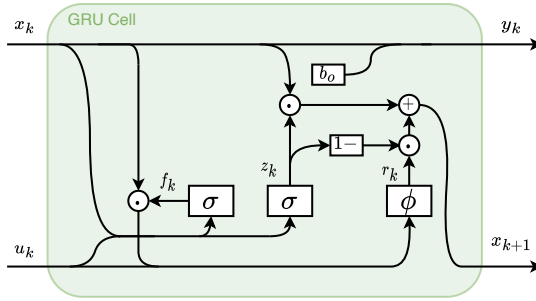 GRU Cell
x_k
y_k
b_o
·
+
1-
·
z_k
r_k
f_k
·
σ
σ
ϕ
u_k
x_{k+1}